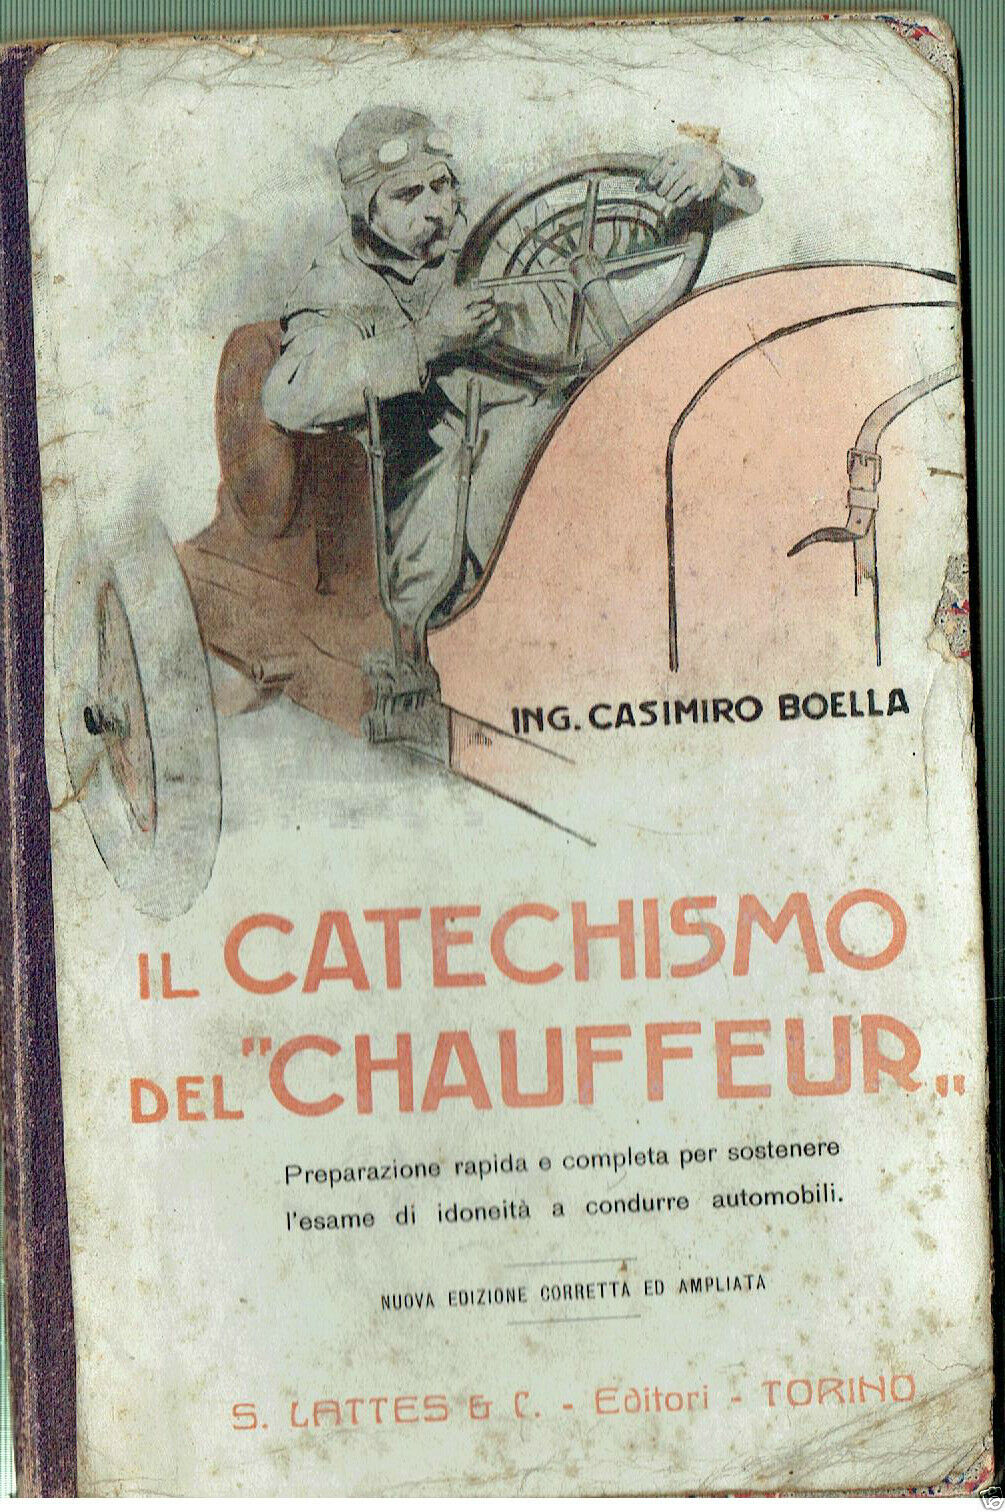 ING. CASIMIRO BOELLA
IL CATECHISMO
DEL "CHAUFFEUR„
Preparazione rapida e completa per sostenere
l'esame di idoneità a condurre automobili.
NUOVA EDIZIONE CORRETTA ED AMPLIATA
S. LATTES & C. - Editori - TORINO